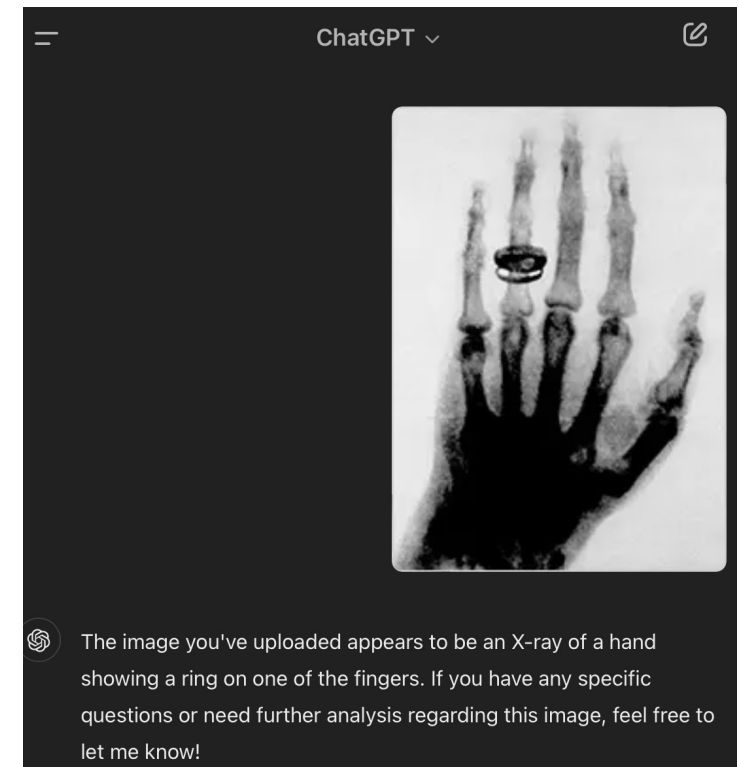 ChatGPT
The image you've uploaded appears to be an X-ray of a hand
showing a ring on one of the fingers. If you have any specific
questions or need further analysis regarding this image, feel free to
let me know!